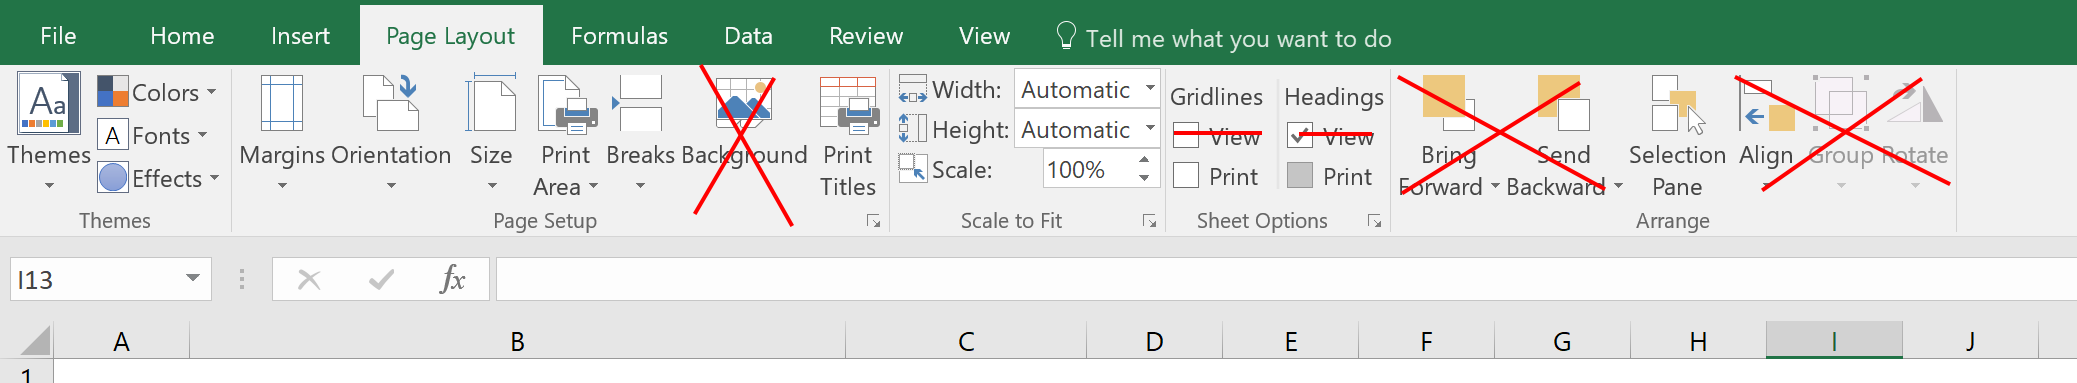 File Home Insert Page Layout Formulas Data Review View Tell me what you want to do
Aa
Themes
Colors
A Fonts
Effects
Themes
Margins
Orientation
Size
Print
Area
Breaks
Background
Print
Titles
Page Setup
Width: Automatic
Height: Automatic
Scale: 100%
Scale to Fit
Gridlines
View
Print
Headings
View
Print
Sheet Options
Bring
Forward
Send
Backward
Selection
Pane
Align
Group
Rotate
Arrange
I13 fx
A B C D E F G H I J
1